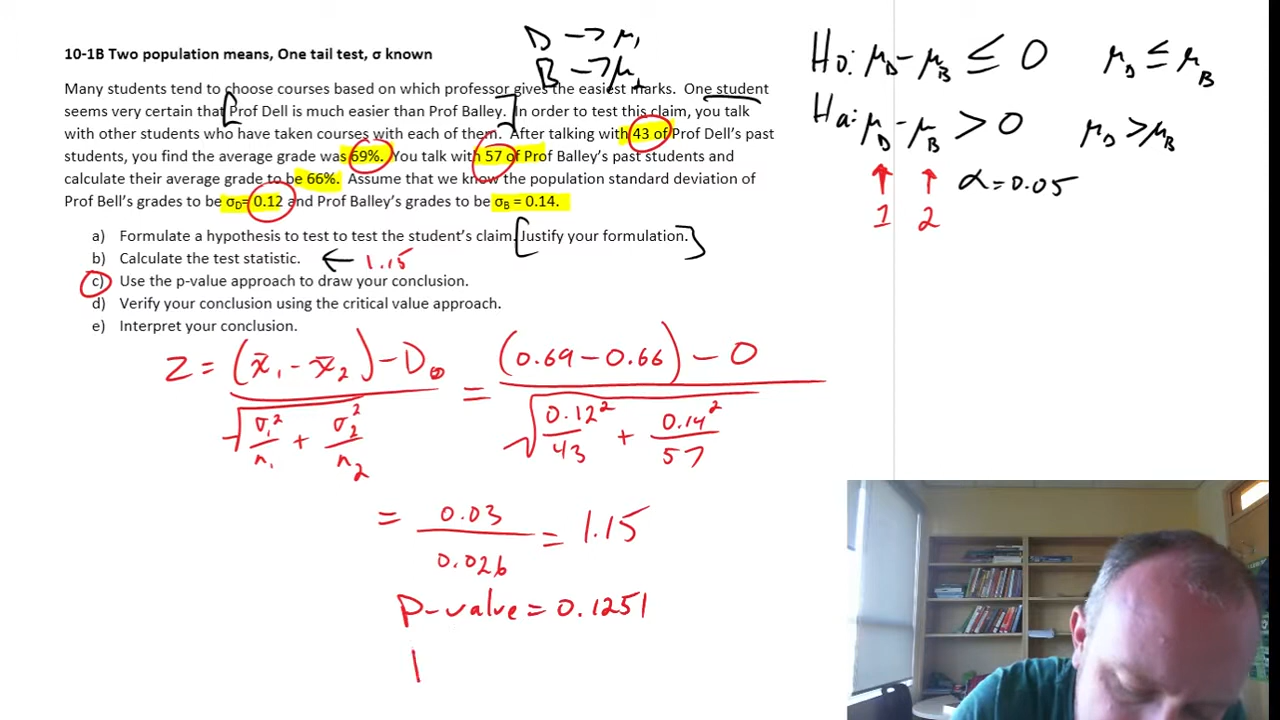 10-1B Two population means, One tail test, σ known
D -> μ₁
B -> μ₂
Many students tend to choose courses based on which professor gives the easiest marks. One student
seems very certain that [Prof Dell is much easier than Prof Balley.] In order to test this claim, you talk
with other students who have taken courses with each of them. After talking with 43 of Prof Dell's past
students, you find the average grade was 69%. You talk with 57 of Prof Balley's past students and
calculate their average grade to be 66%. Assume that we know the population standard deviation of
Prof Bell's grades to be σD= 0.12 and Prof Balley's grades to be σB = 0.14.
a) Formulate a hypothesis to test to test the student's claim. [Justify your formulation.]
b) Calculate the test statistic. ← 1.15
c) Use the p-value approach to draw your conclusion.
d) Verify your conclusion using the critical value approach.
e) Interpret your conclusion.
Ho: μD - μB ≤ 0 μD ≤ μB
Ha: μD - μB > 0 μD > μB
↑ ↑ α = 0.05
1 2
Z = (x̄₁ - x̄₂) - D₀ / √(σ₁²/n₁ + σ₂²/n₂) = (0.69 - 0.66) - 0 / √(0.12²/43 + 0.14²/57)
= 0.03 / 0.026 = 1.15
p-value = 0.1251